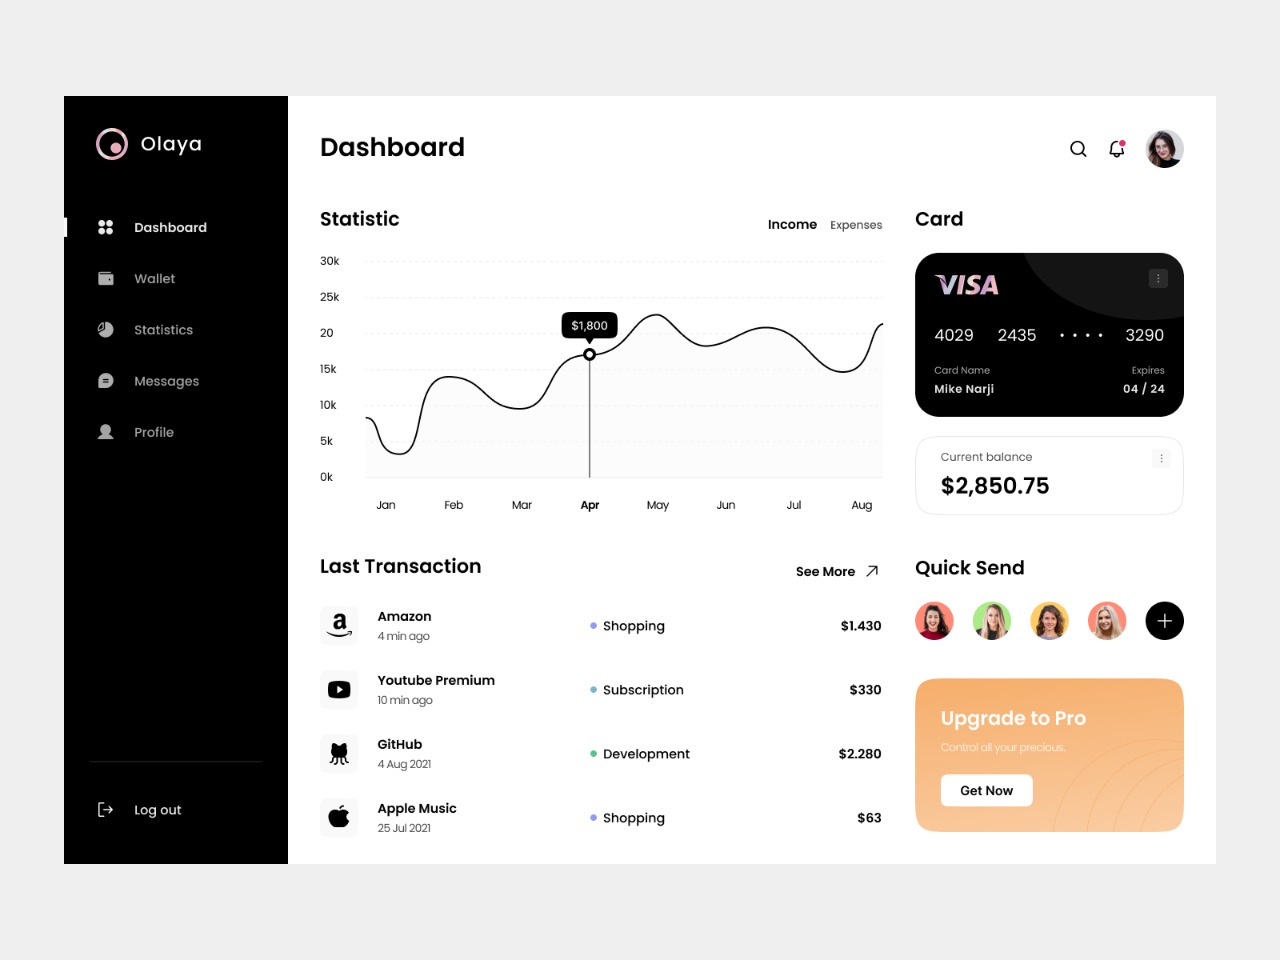 Olaya
Dashboard
Wallet
Statistics
Messages
Profile
Log out
Dashboard
Statistic
Income Expenses
30k
25k
20
15k
10k
5k
0k
$1,800
Jan Feb Mar Apr May Jun Jul Aug
Card
VISA
4029 2435 •••• 3290
Card Name Expires
Mike Narji 04 / 24
Current balance
$2,850.75
Last Transaction
See More
Amazon
4 min ago
Shopping
$1.430
Youtube Premium
10 min ago
Subscription
$330
GitHub
4 Aug 2021
Development
$2.280
Apple Music
25 Jul 2021
Shopping
$63
Quick Send
Upgrade to Pro
Control all your precious.
Get Now